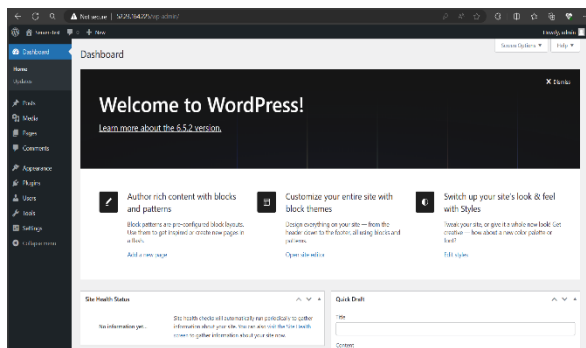 Not secure
/wp-admin/
0
New
Howdy, admin
Dashboard
Home
Updates
Posts
Media
Pages
Comments
Appearance
Plugins
Users
Tools
Settings
Collapse menu
Dashboard
Screen Options ▼
Help ▼
Welcome to WordPress!
Learn more about the 6.5.2 version.
Dismiss
Author rich content with blocks
and patterns
Block patterns are pre-configured block layouts.
Use them to get inspired or create new pages in
a flash.
Add a new page
Customize your entire site with
block themes
Design everything on your site — from the
header down to the footer, all using blocks and
patterns.
Open site editor
Switch up your site's look & feel
with Styles
Tweak your site, or give it a whole new look! Get
creative — how about a new color palette or
font?
Edit styles
Site Health Status
No information yet...
Site health checks will automatically run periodically to gather
information about your site. You can also visit the Site Health
screen to gather information about your site now.
Quick Draft
Title
Content